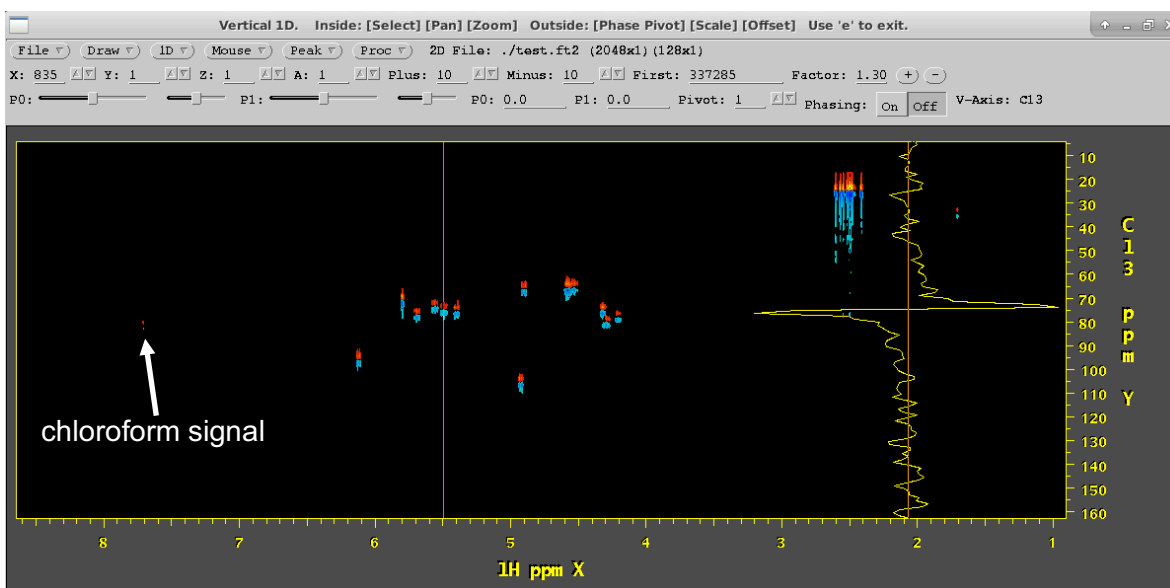 Vertical 1D. Inside: [Select] [Pan] [Zoom] Outside: [Phase Pivot] [Scale] [Offset] Use 'e' to exit.
File Draw 1D Mouse Peak Proc 2D File: ./test.ft2 (2048x1) (128x1)
X: 835 Y: 1 Z: 1 A: 1 Plus: 10 Minus: 10 First: 337285 Factor: 1.30 + -
P0: P1: P0 0.0 P1: 0.0 Pivot: 1 Phasing: On Off V-Axis: C13
10
20
30
40
50
60
70
80
90
100
110
120
130
140
150
160
C13 ppm Y
chloroform signal
8 7 6 5 4 3 2 1
1H ppm X